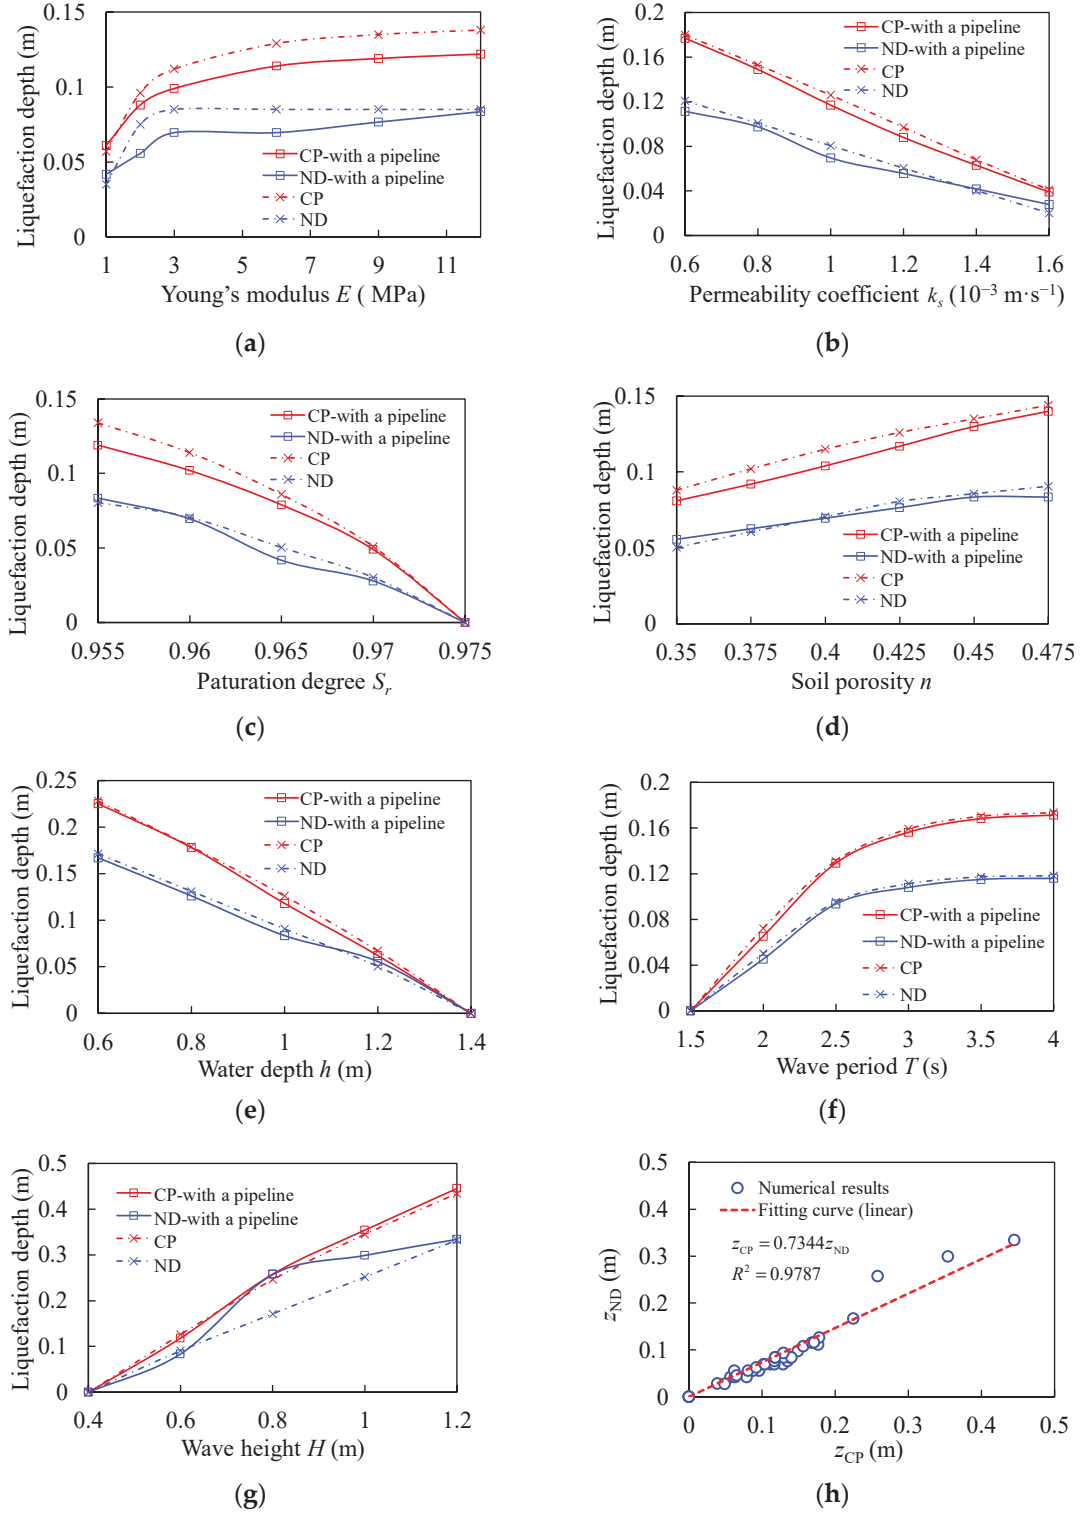 0.15
0.1
0.05
0
Liquefaction depth (m)
CP-with a pipeline
ND-with a pipeline
CP
ND
1 3 5 7 9 11
Young's modulus E ( MPa)
(a)
0.2
0.16
0.12
0.08
0.04
0
Liquefaction depth (m)
CP-with a pipeline
ND-with a pipeline
CP
ND
0.6 0.8 1 1.2 1.4 1.6
Permeability coefficient kₛ (10⁻³ m·s⁻¹)
(b)
0.15
0.1
0.05
0
Liquefaction depth (m)
CP-with a pipeline
ND-with a pipeline
CP
ND
0.955 0.96 0.965 0.97 0.975
Paturation degree Sᵣ
(c)
0.15
0.1
0.05
0
Liquefaction depth (m)
CP-with a pipeline
ND-with a pipeline
CP
ND
0.35 0.375 0.4 0.425 0.45 0.475
Soil porosity n
(d)
0.25
0.2
0.15
0.1
0.05
0
Liquefaction depth (m)
CP-with a pipeline
ND-with a pipeline
CP
ND
0.6 0.8 1 1.2 1.4
Water depth h (m)
(e)
0.2
0.16
0.12
0.08
0.04
0
Liquefaction depth (m)
CP-with a pipeline
ND-with a pipeline
CP
ND
1.5 2 2.5 3 3.5 4
Wave period T (s)
(f)
0.5
0.4
0.3
0.2
0.1
0
Liquefaction depth (m)
CP-with a pipeline
ND-with a pipeline
CP
ND
0.4 0.6 0.8 1 1.2
Wave height H (m)
(g)
0.5
0.4
0.3
0.2
0.1
0
z_ND (m)
Numerical results
Fitting curve (linear)
z_CP = 0.7344z_ND
R² = 0.9787
0 0.1 0.2 0.3 0.4 0.5
z_CP (m)
(h)